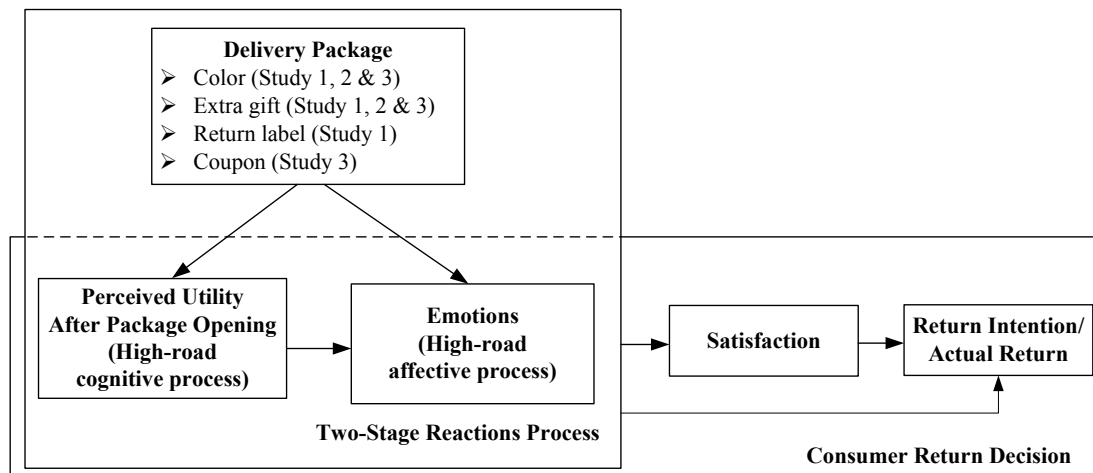 Delivery Package
➢ Color (Study 1, 2 & 3)
➢ Extra gift (Study 1, 2 & 3)
➢ Return label (Study 1)
➢ Coupon (Study 3)
Perceived Utility
After Package Opening
(High-road
cognitive process)
Emotions
(High-road
affective process)
Satisfaction
Return Intention/
Actual Return
Two-Stage Reactions Process
Consumer Return Decision